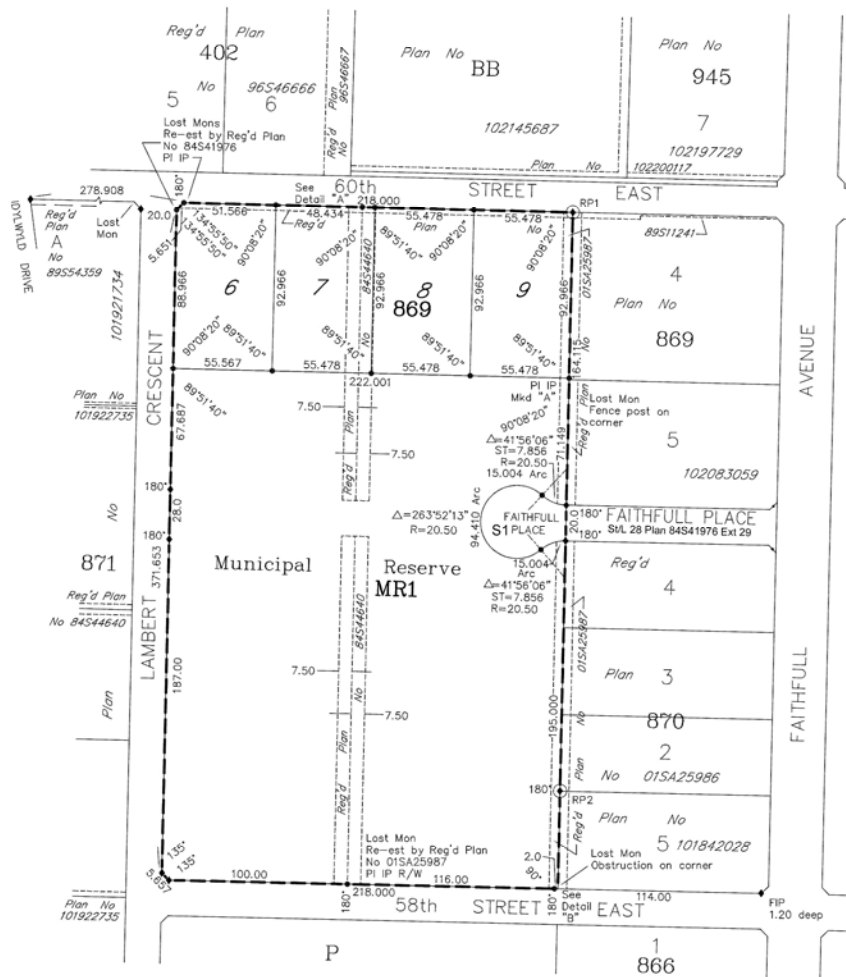 Reg'd Plan
402
No 96S46666
5
6
Plan 96S46667
Reg'd No
Plan No
BB
102145687
Plan No
945
7
102197729
Plan No 102200117
Lost Mons
Re-est by Reg'd Plan
No 84S41976
Pl IP
180°
See
Detail "A"
60th STREET EAST
278.908
20.0
Lost
Mon
IDYLWYLD DRIVE
Reg'd
Plan
A
No
89S54359
101921734
5.651
134°55'50"
134°55'50"
51.566
48.434
218.000
55.478
55.478
Reg'd
Plan
No
RP1
89S11241
01SA25987
88.966
90°08'20"
90°08'20"
89°51'40"
89°51'40"
90°08'20"
90°08'20"
6
7
8
9
869
84S44640
No
92.966
92.966
92.966
92.966
90°08'20"
89°51'40"
89°51'40"
89°51'40"
89°51'40"
55.567
55.478
55.478
55.478
222.001
164.115
No
4
Plan No
869
AVENUE
CRESCENT
Plan No
101922735
67.687
89°51'40"
7.50
7.50
Plan
Reg'd
Pl IP
Mkd "A"
90°08'20"
Lost Mon
Fence post on
corner
Reg'd
Plan
71.149
5
102083059
△=41°56'06"
ST=7.856
R=20.50
15.004 Arc
△=263°52'13"
R=20.50
94.410 Arc
FAITHFULL
S1 PLACE
20.0
180°
180°
FAITHFULL PLACE
St/L 28 Plan 84S41976 Ext 29
15.004
Arc
△=41°56'06"
ST=7.856
R=20.50
180°
28.0
180°
No
871
371.653
Municipal Reserve
MR1
Reg'd Plan
No 84S44640
Plan
LAMBERT
187.00
84S44640
No
7.50
7.50
Plan
Reg'd
01SA25987
Reg'd
4
Plan 3
870
2
No 01SA25986
195.000
No
Plan
Reg'd
180°
RP2
Plan No
5 101842028
FAITHFULL
135°
135°
5.657
Lost Mon
Re-est by Reg'd Plan
No 01SA25987
Pl IP R/W
2.0
90°
Lost Mon
Obstruction on corner
100.00
116.00
218.000
180°
180°
See
Detail
"B"
114.00
FIP
1.20 deep
58th STREET EAST
Plan No
101922735
P
1
866